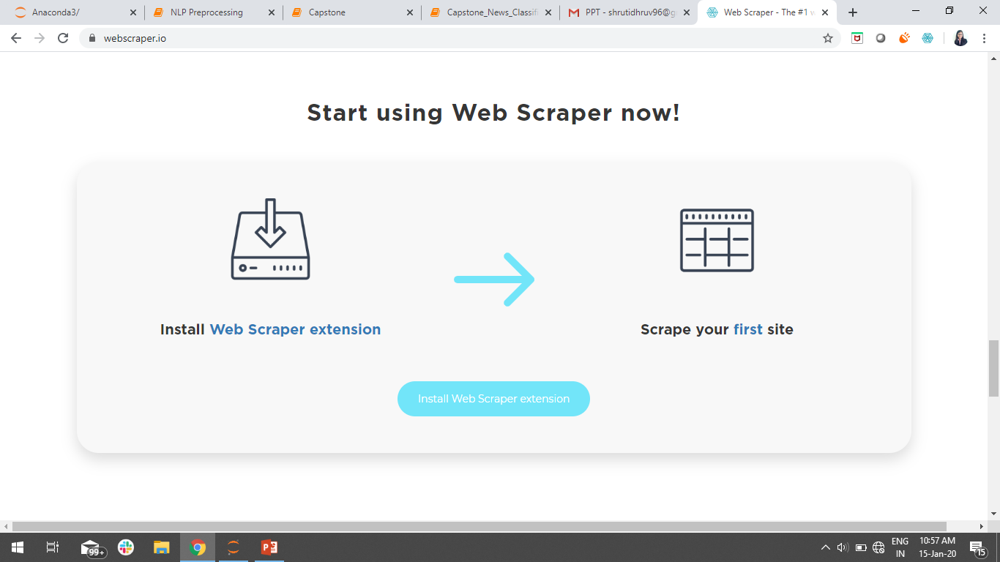 Anaconda3/
NLP Preprocessing
Capstone
Capstone_News_Classifi
PPT - shrutidhruv96@g
Web Scraper - The #1 w
webscraper.io
Start using Web Scraper now!
Install Web Scraper extension
Scrape your first site
Install Web Scraper extension
99+
ENG
IN
10:57 AM
15-Jan-20
15